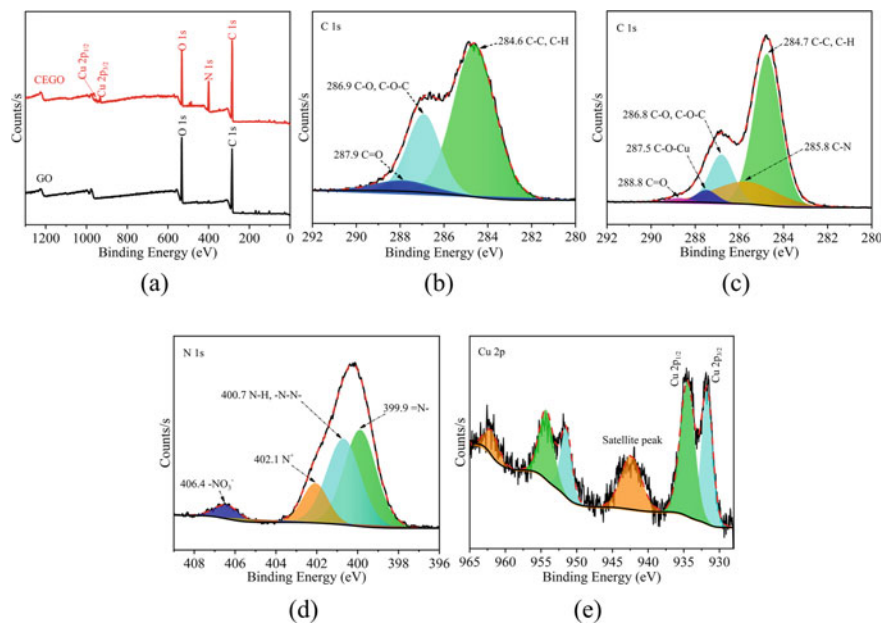 Counts/s
CEGO
Cu 2p1/2
Cu 2p3/2
O 1s
N 1s
C 1s
GO
O 1s
C 1s
1200 1000 800 600 400 200 0
Binding Energy (eV)
(a)
C 1s
Counts/s
284.6 C-C, C-H
286.9 C-O, C-O-C
287.9 C=O
292 290 288 286 284 282 280
Binding Energy (eV)
(b)
C 1s
Counts/s
284.7 C-C, C-H
286.8 C-O, C-O-C
287.5 C-O-Cu
285.8 C-N
288.8 C=O
292 290 288 286 284 282 280
Binding Energy (eV)
(c)
N 1s
Counts/s
400.7 N-H, -N-N-
399.9 =N-
402.1 N+
406.4 -NO3-
408 406 404 402 400 398 396
Binding Energy (eV)
(d)
Cu 2p
Counts/s
Cu 2p1/2
Cu 2p3/2
Satellite peak
965 960 955 950 945 940 935 930
Binding Energy (eV)
(e)